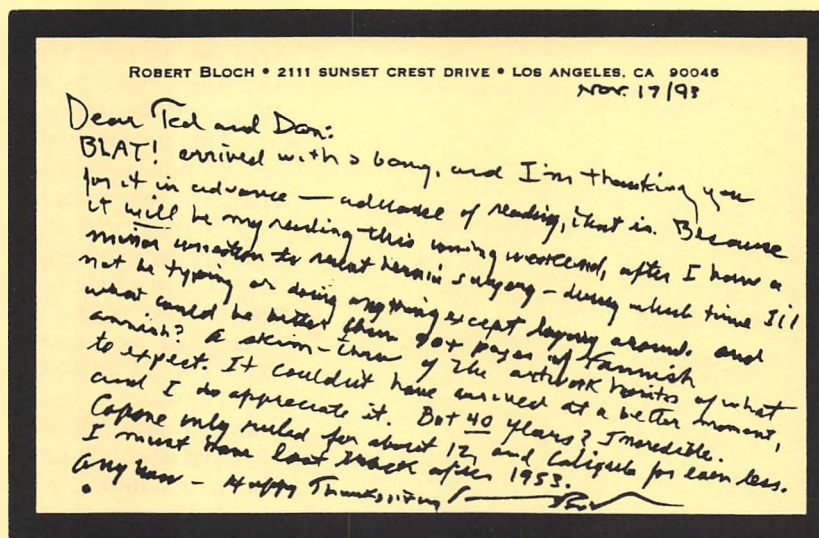 ROBERT BLOCH • 2111 SUNSET CREST DRIVE • LOS ANGELES, CA 90046
Nov. 17/93
Dear Ted and Dan:
BLAT! arrived with a bang, and I'm thanking you
for it in advance — advance of reading, that is. Because
it will be my reading this coming weekend, after I have a
minor to recent hernia surgery — during which time I'll
not be typing or doing anything except laying around. And
what could be better than 90+ pages of Fannish
annish? A skim-thru of the artwork of what
to expect. It couldn't have arrived at a better moment,
and I do appreciate it. But 40 years? Incredible.
Capone only ruled for about 12, and Caligula for even less.
I must have lost track after 1953.
Anyhow — Happy Thanksgiving
Bob